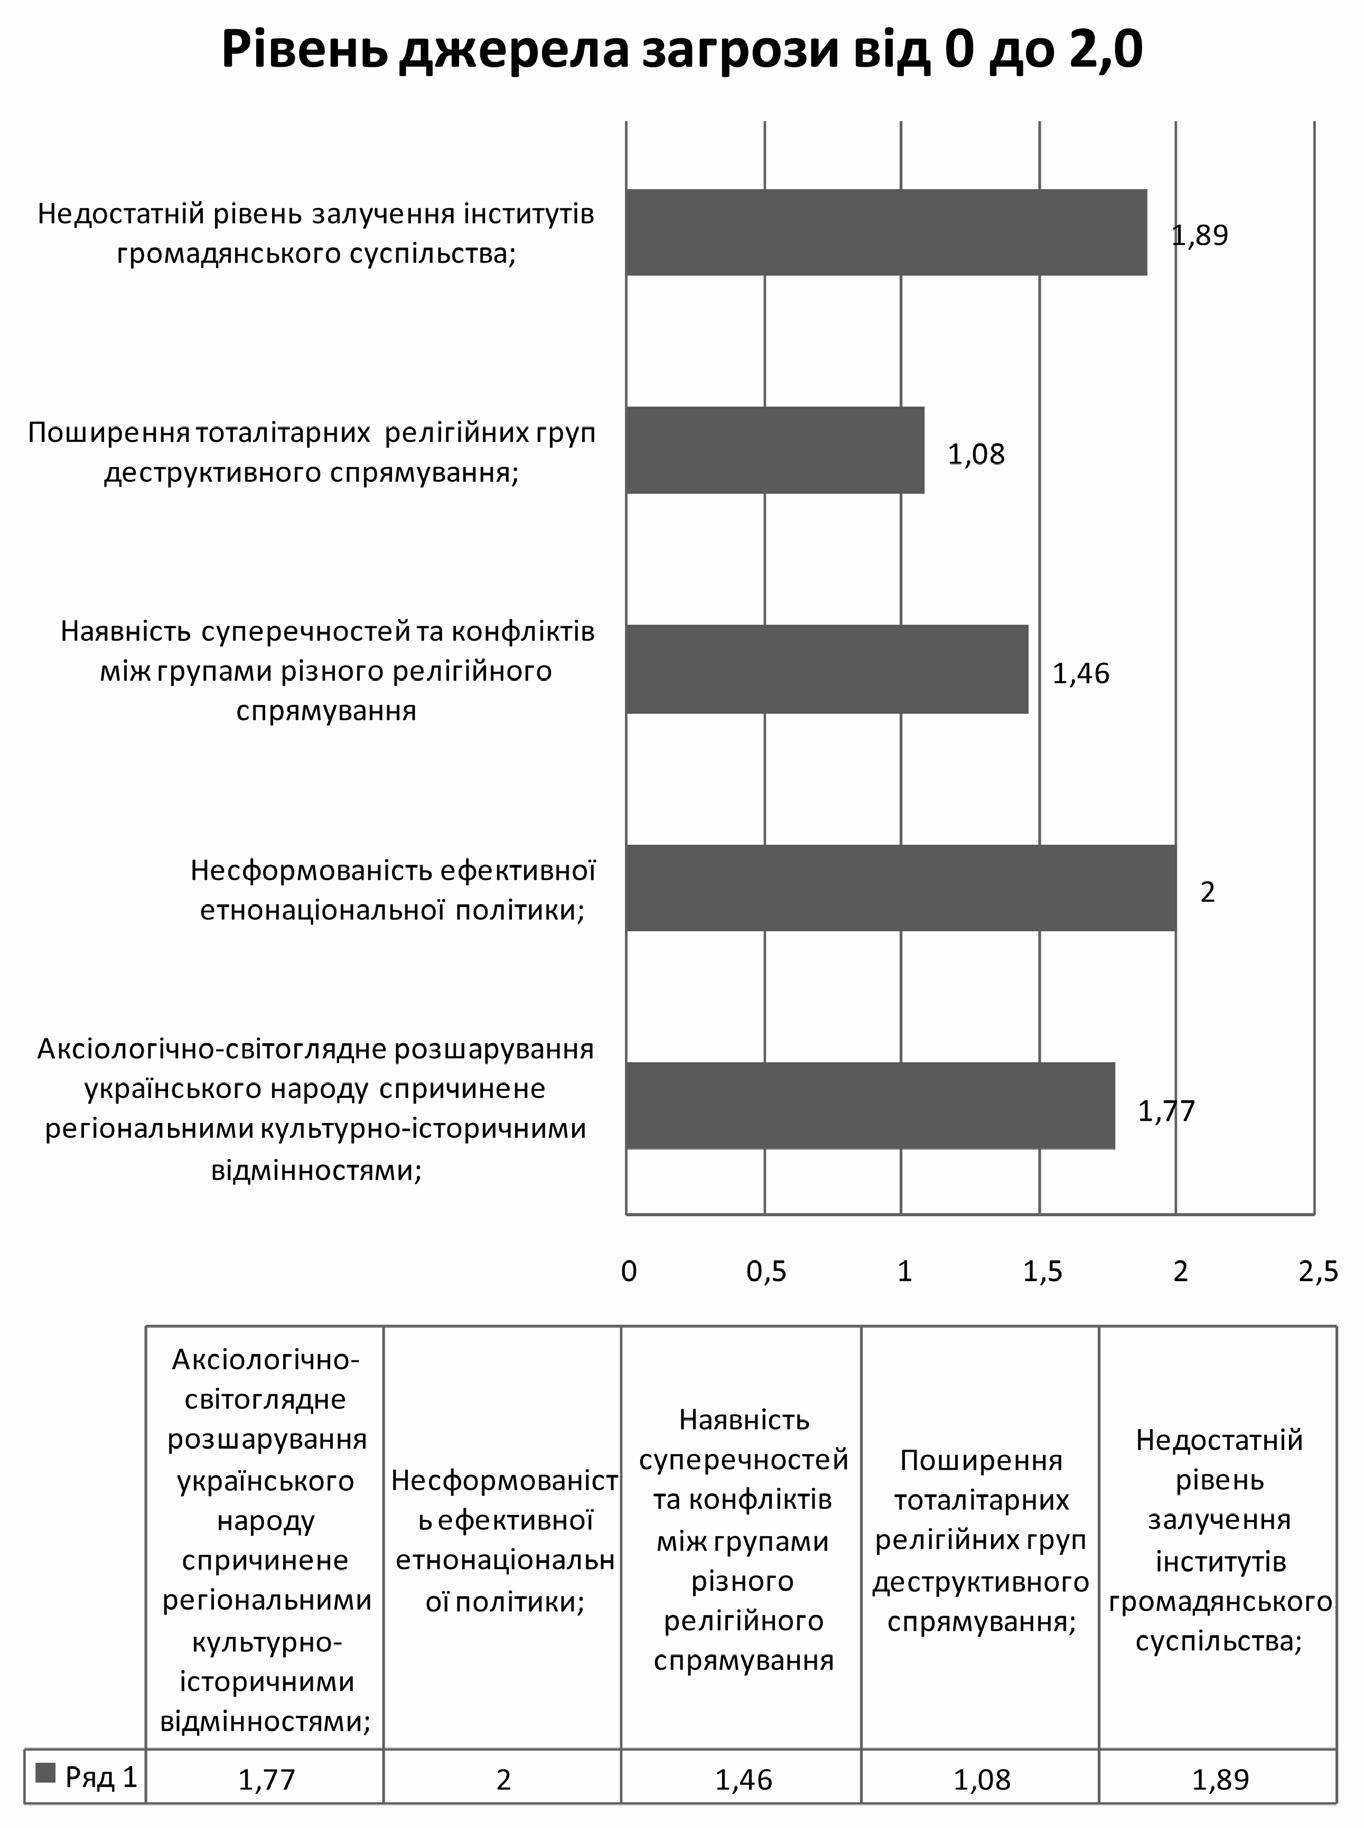 Рівень джерела загрози від 0 до 2,0
Недостатній рівень залучення інститутів
громадянського суспільства;
1,89
Поширення тоталітарних релігійних груп
деструктивного спрямування;
1,08
Наявність суперечностей та конфліктів
між групами різного релігійного
спрямування
1,46
Несформованість ефективної
етнонаціональної політики;
2
Аксіологічно-світоглядне розшарування
українського народу спричинене
регіональними культурно-історичними
відмінностями;
1,77
0 0,5 1 1,5 2 2,5
Аксіологічно-
світоглядне
розшарування
українського
народу
спричинене
регіональними
культурно-
історичними
відмінностями;
Несформованіст
ь ефективної
етнонаціональн
ої політики;
Наявність
суперечностей
та конфліктів
між групами
різного
релігійного
спрямування
Поширення
тоталітарних
релігійних груп
деструктивного
спрямування;
Недостатній
рівень
залучення
інститутів
громадянського
суспільства;
Ряд 1 1,77 2 1,46 1,08 1,89